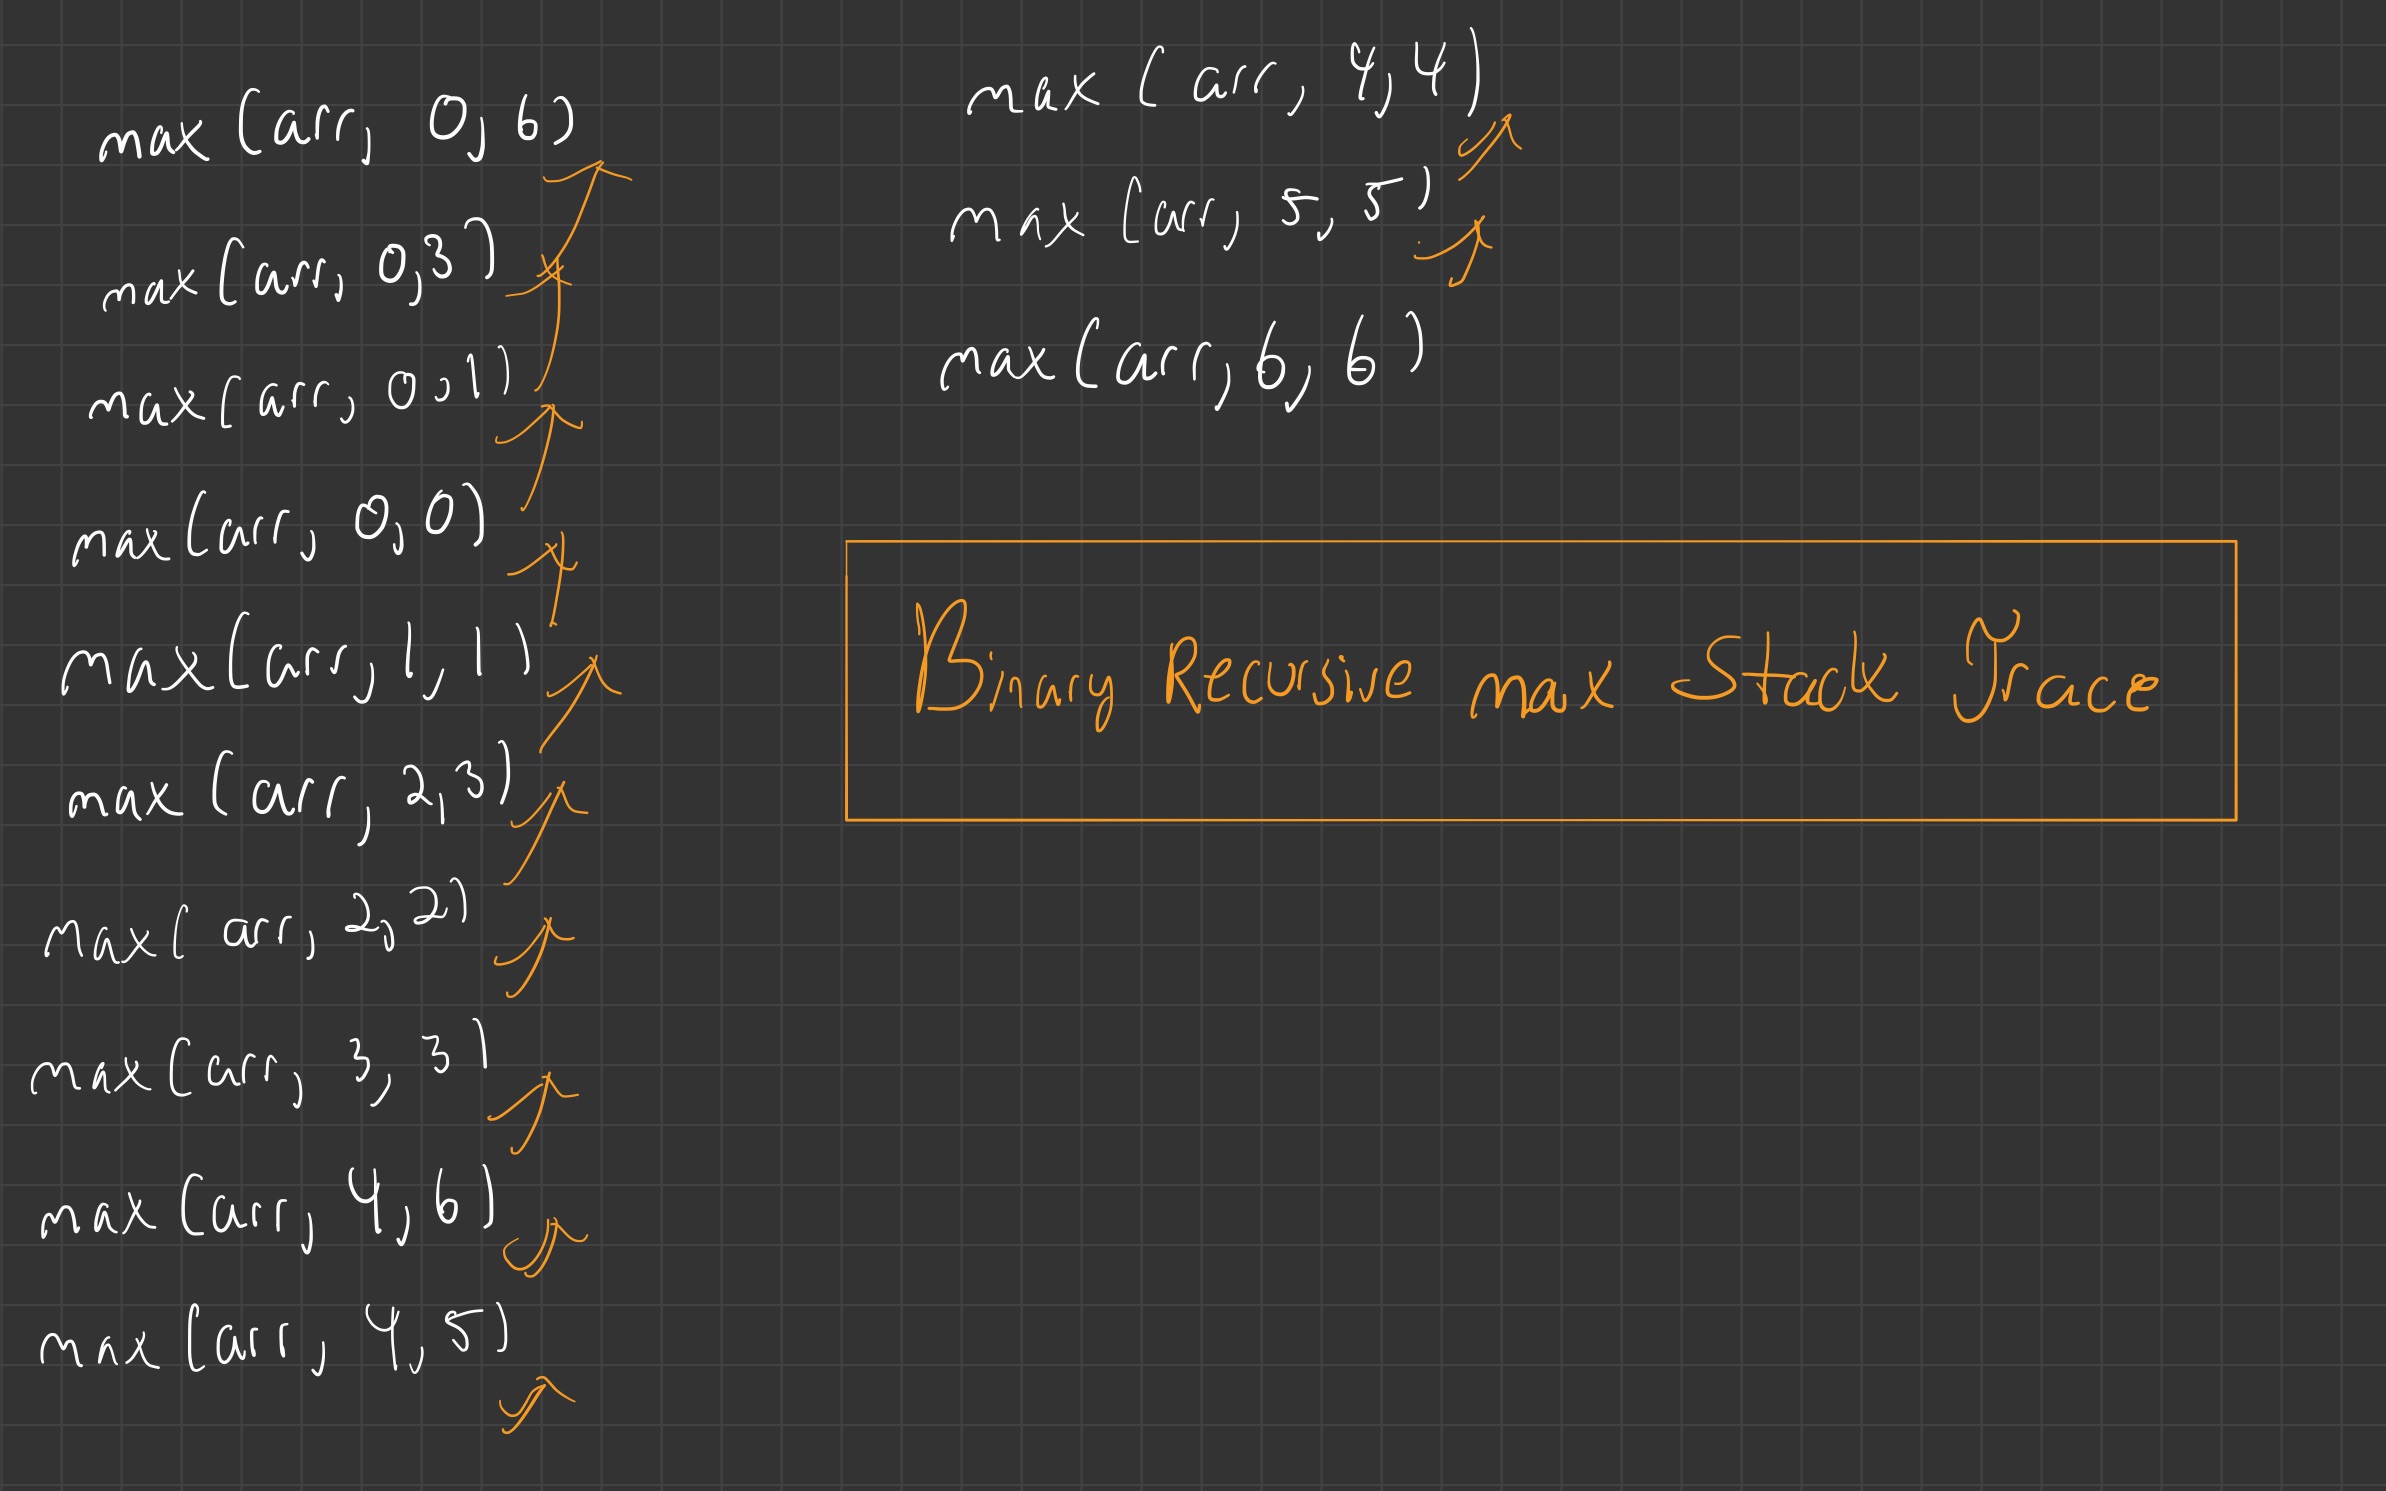 max (arr, 0,6)
max (arr, 0,3)
max (arr, 0,1)
max (arr, 0,0)
max (arr, 1,1)
max (arr, 2,3)
max (arr, 2,2)
max (arr, 3,3)
max (arr, 4,6)
max (arr, 4,5)
max (arr, 4,4)
max (arr, 5,5)
max (arr, 6,6)
Binary Recursive max Stack Trace